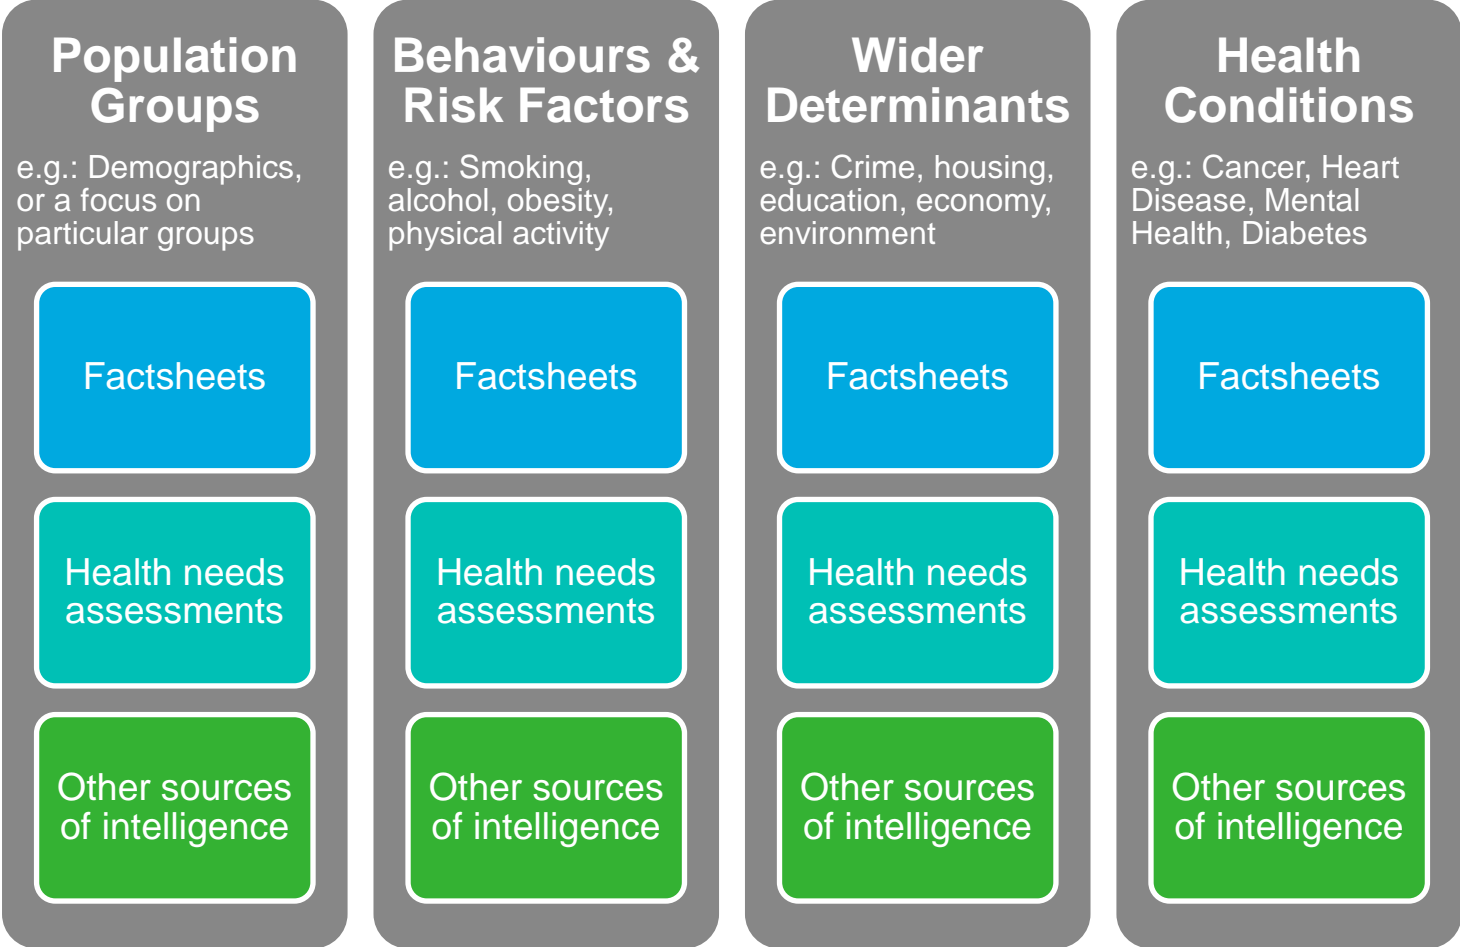 Population
Groups
e.g.: Demographics,
or a focus on
particular groups
Factsheets
Health needs
assessments
Other sources
of intelligence
Behaviours &
Risk Factors
e.g.: Smoking,
alcohol, obesity,
physical activity
Factsheets
Health needs
assessments
Other sources
of intelligence
Wider
Determinants
e.g.: Crime, housing,
education, economy,
environment
Factsheets
Health needs
assessments
Other sources
of intelligence
Health
Conditions
e.g.: Cancer, Heart
Disease, Mental
Health, Diabetes
Factsheets
Health needs
assessments
Other sources
of intelligence